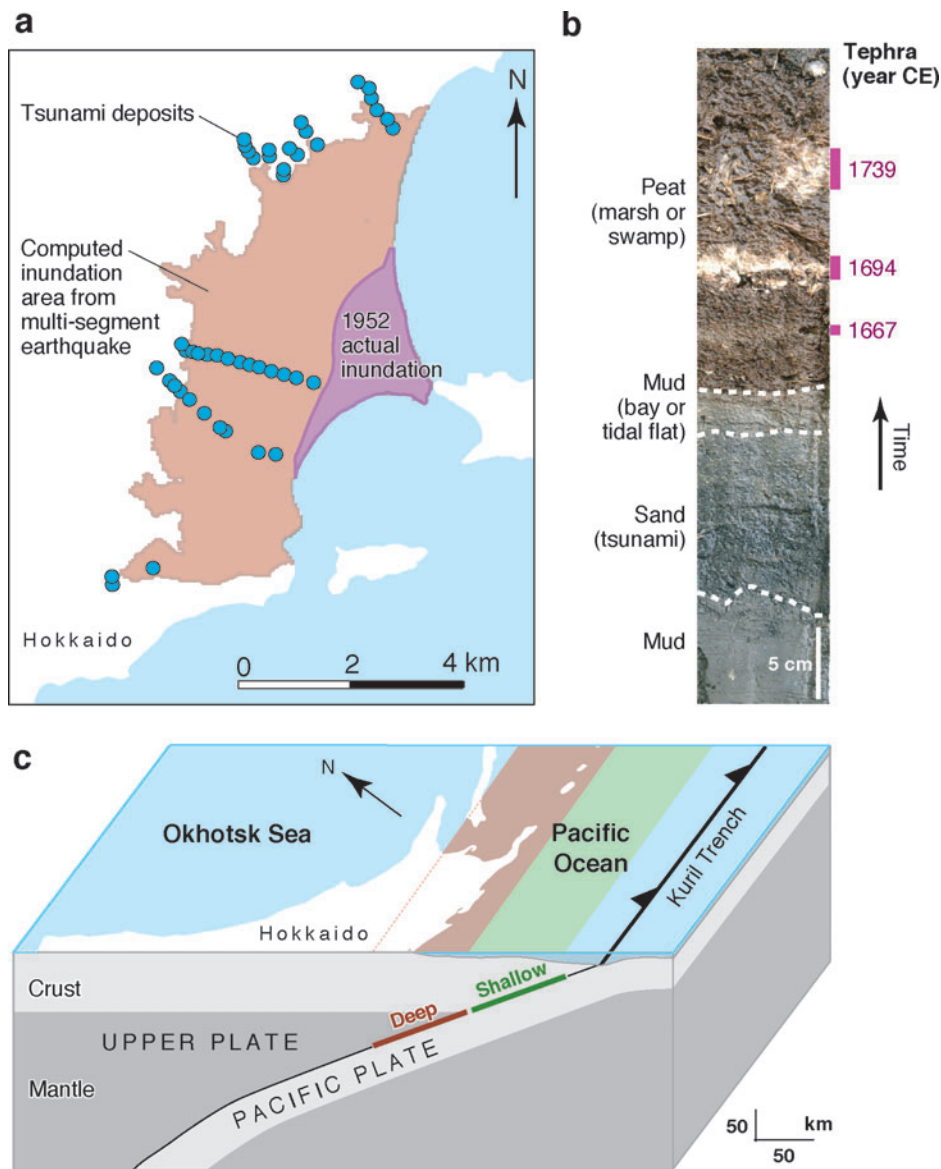 a
N
Tsunami deposits
Computed
inundation
area from
multi-segment
earthquake
1952
actual
inundation
Hokkaido
0 2 4 km
b
Tephra
(year CE)
1739
Peat
(marsh or
swamp)
1694
1667
Mud
(bay or
tidal flat)
Time
Sand
(tsunami)
Mud
5 cm
c
N
Okhotsk Sea
Pacific
Ocean
Kuril Trench
Hokkaido
Crust
Shallow
Deep
UPPER PLATE
PACIFIC PLATE
Mantle
50 km
50